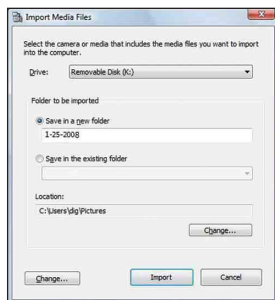 Import Media Files
Select the camera or media that includes the media files you want to import
into the computer.
Drive: Removable Disk (K:)
Folder to be imported
Save in a new folder
1-25-2008
Save in the existing folder
Location:
C:\Users\dig\Pictures
Change...
Change... Import Cancel